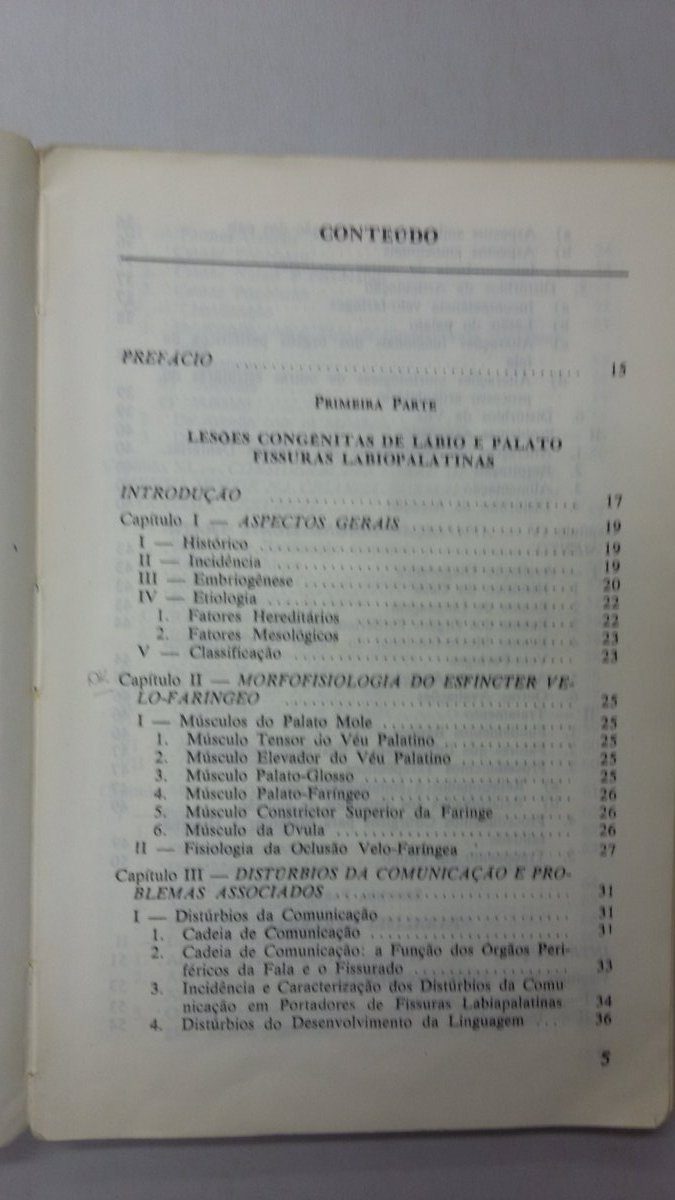 CONTEÚDO
PREFÁCIO ........ 15
PRIMEIRA PARTE
LESÕES CONGÊNITAS DE LÁBIO E PALATO
FISSURAS LABIOPALATINAS
INTRODUÇÃO ........ 17
Capítulo I — ASPECTOS GERAIS ........ 19
I — Histórico ........ 19
II — Incidência ........ 19
III — Embriogênese ........ 20
IV — Etiologia ........ 22
1. Fatores Hereditários ........ 22
2. Fatores Mesológicos ........ 23
V — Classificação ........ 23
Capítulo II — MORFOFISIOLOGIA DO ESFINCTER VE-
LO-FARÍNGEO ........ 25
I — Músculos do Palato Mole ........ 25
1. Músculo Tensor do Véu Palatino ........ 25
2. Músculo Elevador do Véu Palatino ........ 25
3. Músculo Palato-Glosso ........ 25
4. Músculo Palato-Faríngeo ........ 26
5. Músculo Constrictor Superior da Faringe ........ 26
6. Músculo da Úvula ........ 26
II — Fisiologia da Oclusão Velo-Faríngea ........ 27
Capítulo III — DISTÚRBIOS DA COMUNICAÇÃO E PRO-
BLEMAS ASSOCIADOS ........ 31
I — Distúrbios da Comunicação ........ 31
1. Cadeia de Comunicação ........ 31
2. Cadeia de Comunicação: a Função dos Órgãos Peri-
féricos da Fala e o Fissurado ........ 33
3. Incidência e Caracterização dos Distúrbios da Comu
nicação em Portadores de Fissuras Labiapalatinas 34
4. Distúrbios do Desenvolvimento da Linguagem ... 36
5